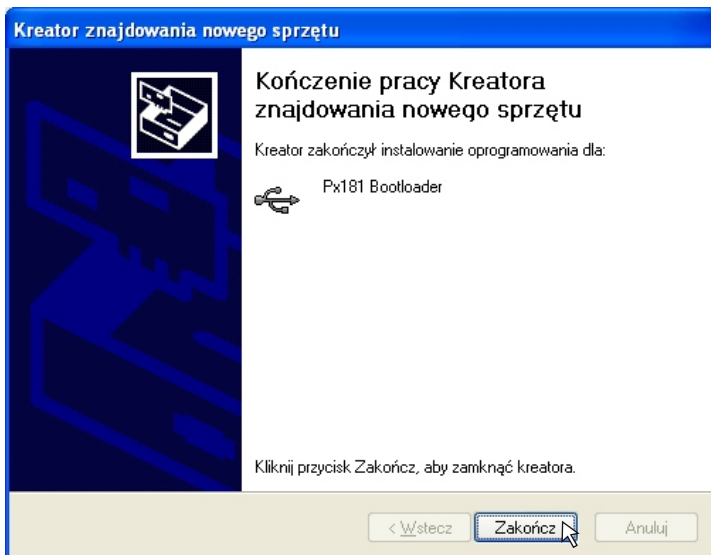 Kreator znajdowania nowego sprzętu
Kończenie pracy Kreatora
znajdowania nowego sprzętu
Kreator zakończył instalowanie oprogramowania dla:
Px181 Bootloader
Kliknij przycisk Zakończ, aby zamknąć kreatora.
< Wstecz Zakończ Anuluj